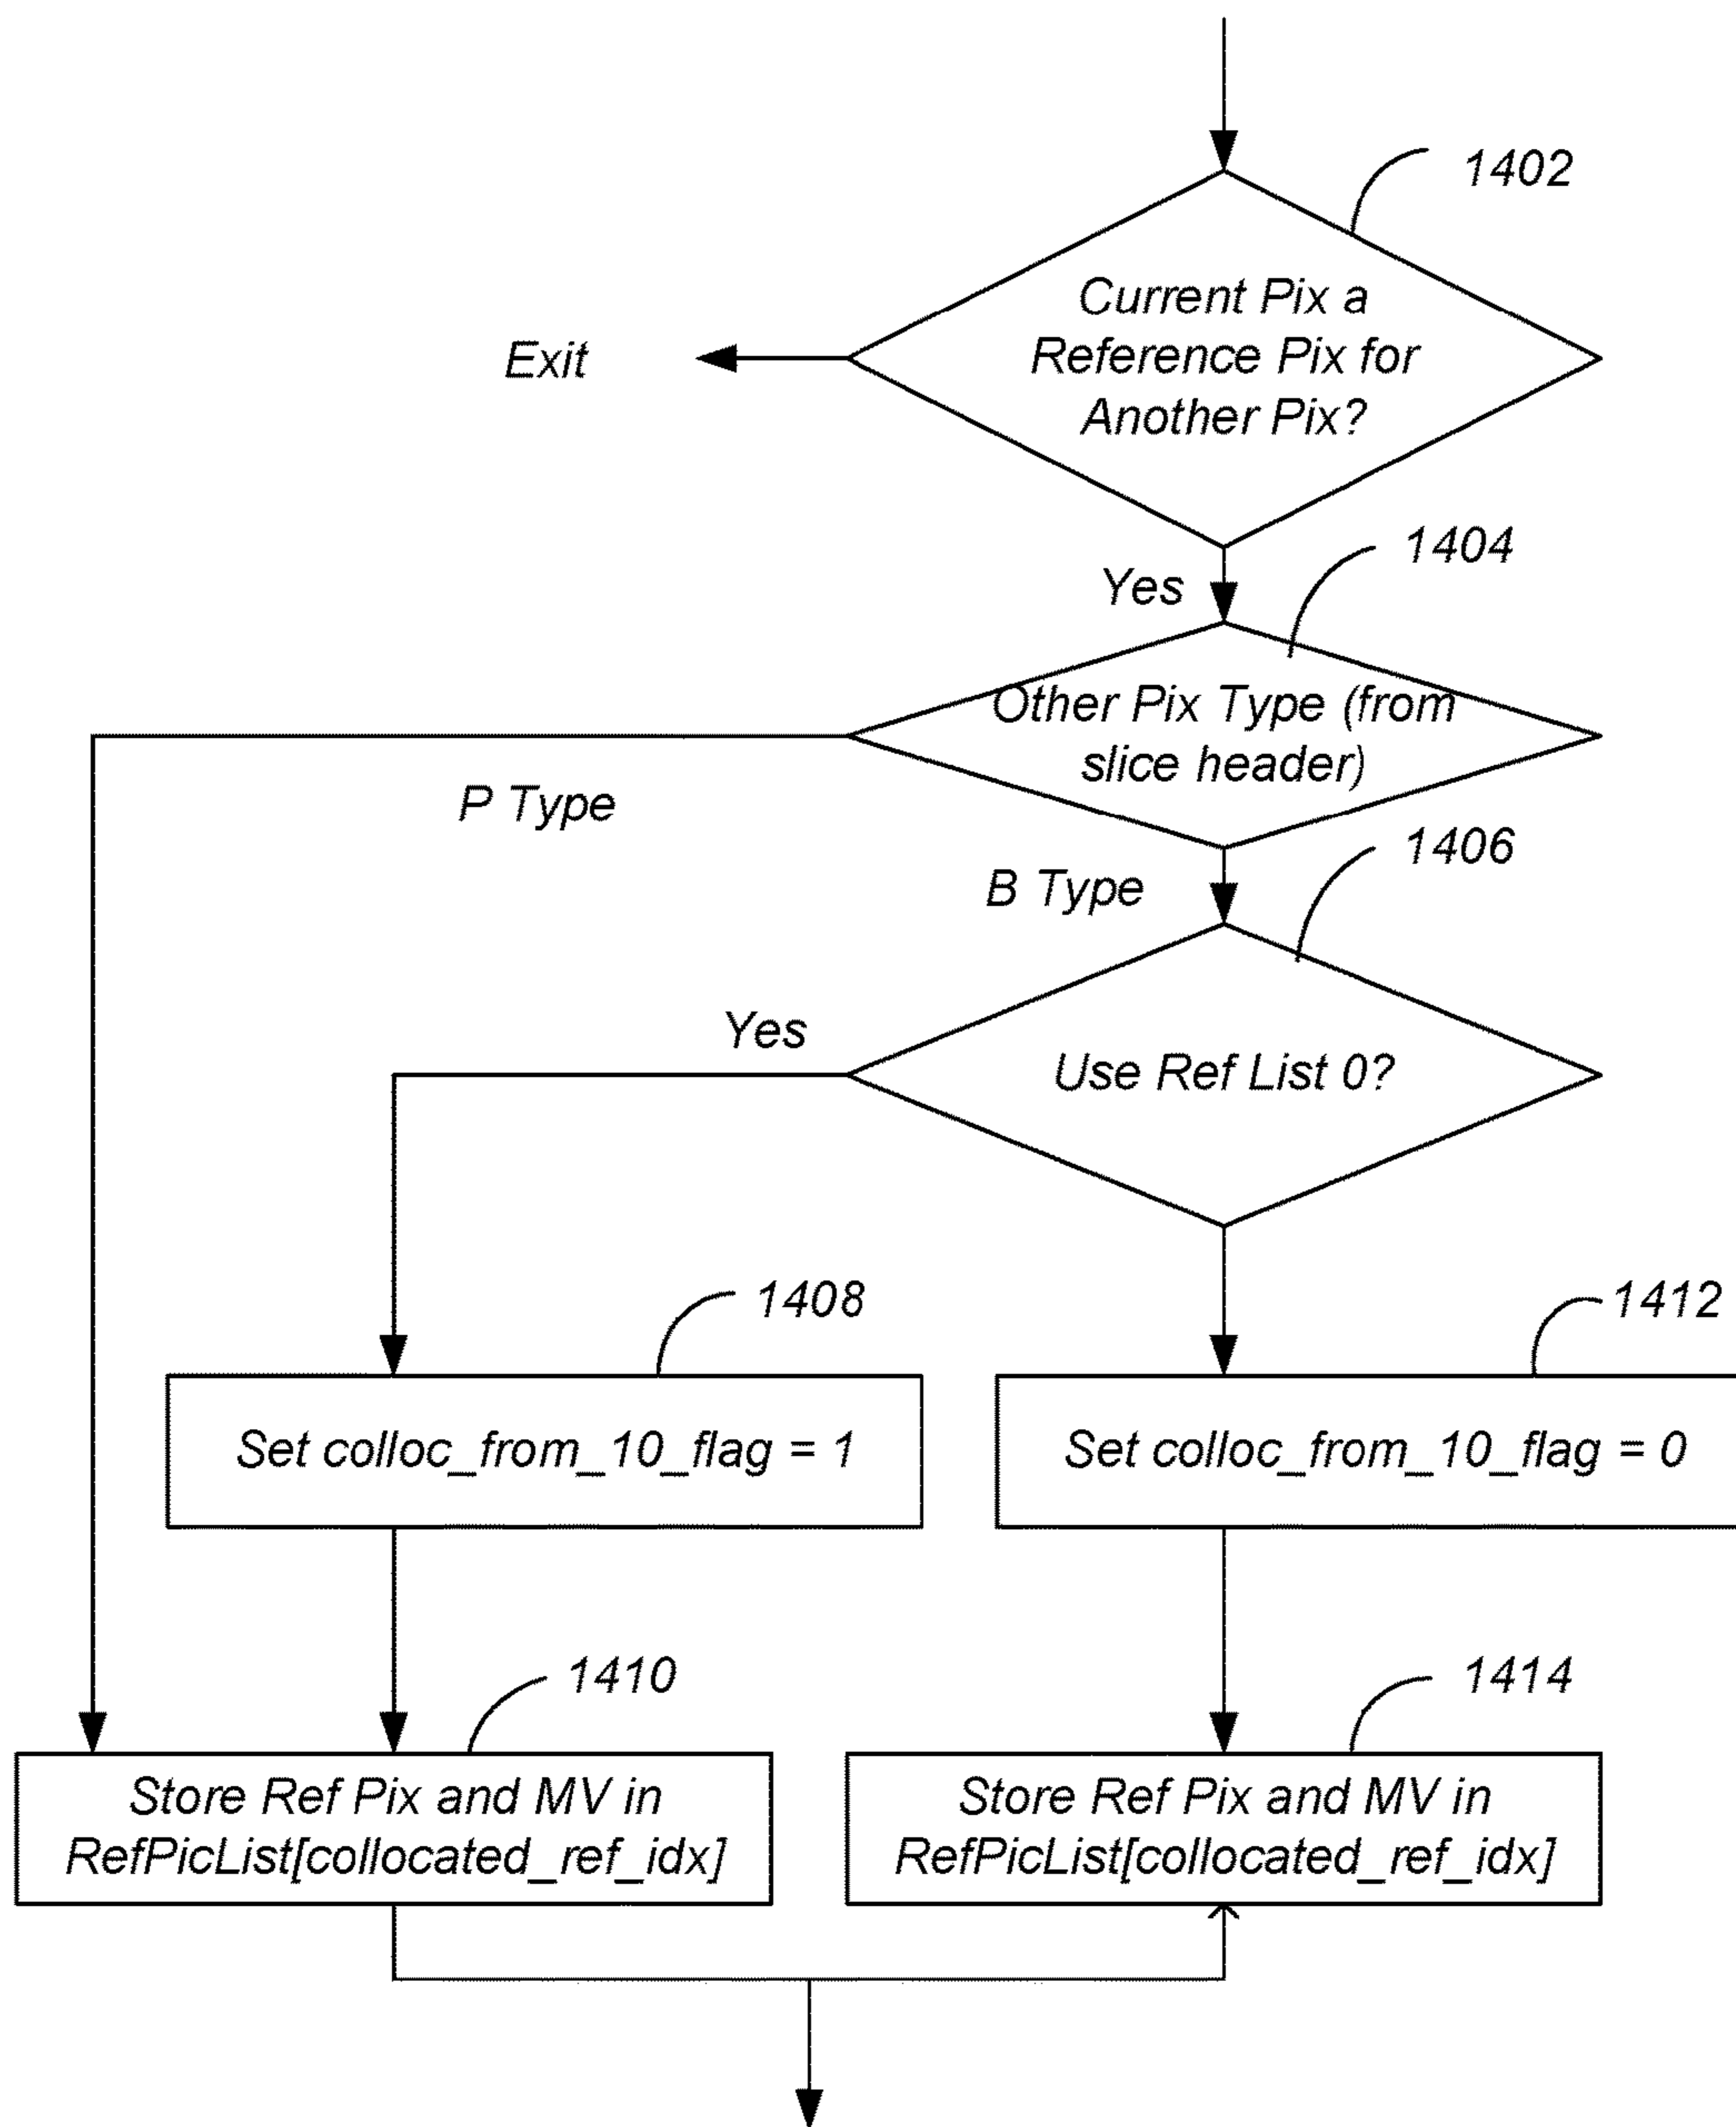 1402
Current Pix a
Reference Pix for
Another Pix?
Exit
1404
Yes
Other Pix Type (from
slice header)
P Type
1406
B Type
Yes
Use Ref List 0?
1408
1412
Set colloc_from_10_flag = 1
Set colloc_from_10_flag = 0
1410
1414
Store Ref Pix and MV in
RefPicList[collocated_ref_idx]
Store Ref Pix and MV in
RefPicList[collocated_ref_idx]